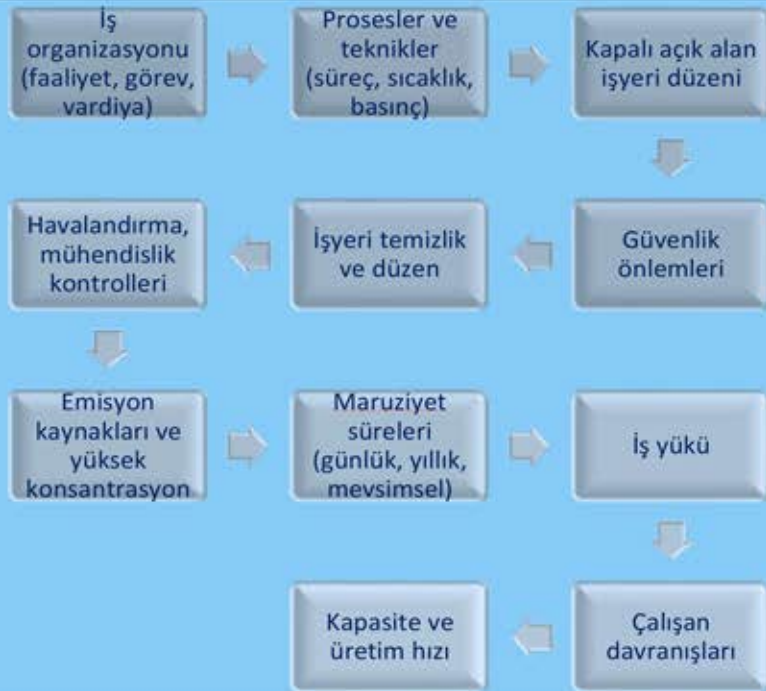 İş
organizasyonu
(faaliyet, görev,
vardiya)
Prosesler ve
teknikler
(süreç, sıcaklık,
basınç)
Kapalı açık alan
işyeri düzeni
Güvenlik
önlemleri
İşyeri temizlik
ve düzen
Havalandırma,
mühendislik
kontrolleri
Emisyon
kaynakları ve
yüksek
konsantrasyon
Maruziyet
süreleri
(günlük, yıllık,
mevsimsel)
İş yükü
Çalışan
davranışları
Kapasite ve
üretim hızı